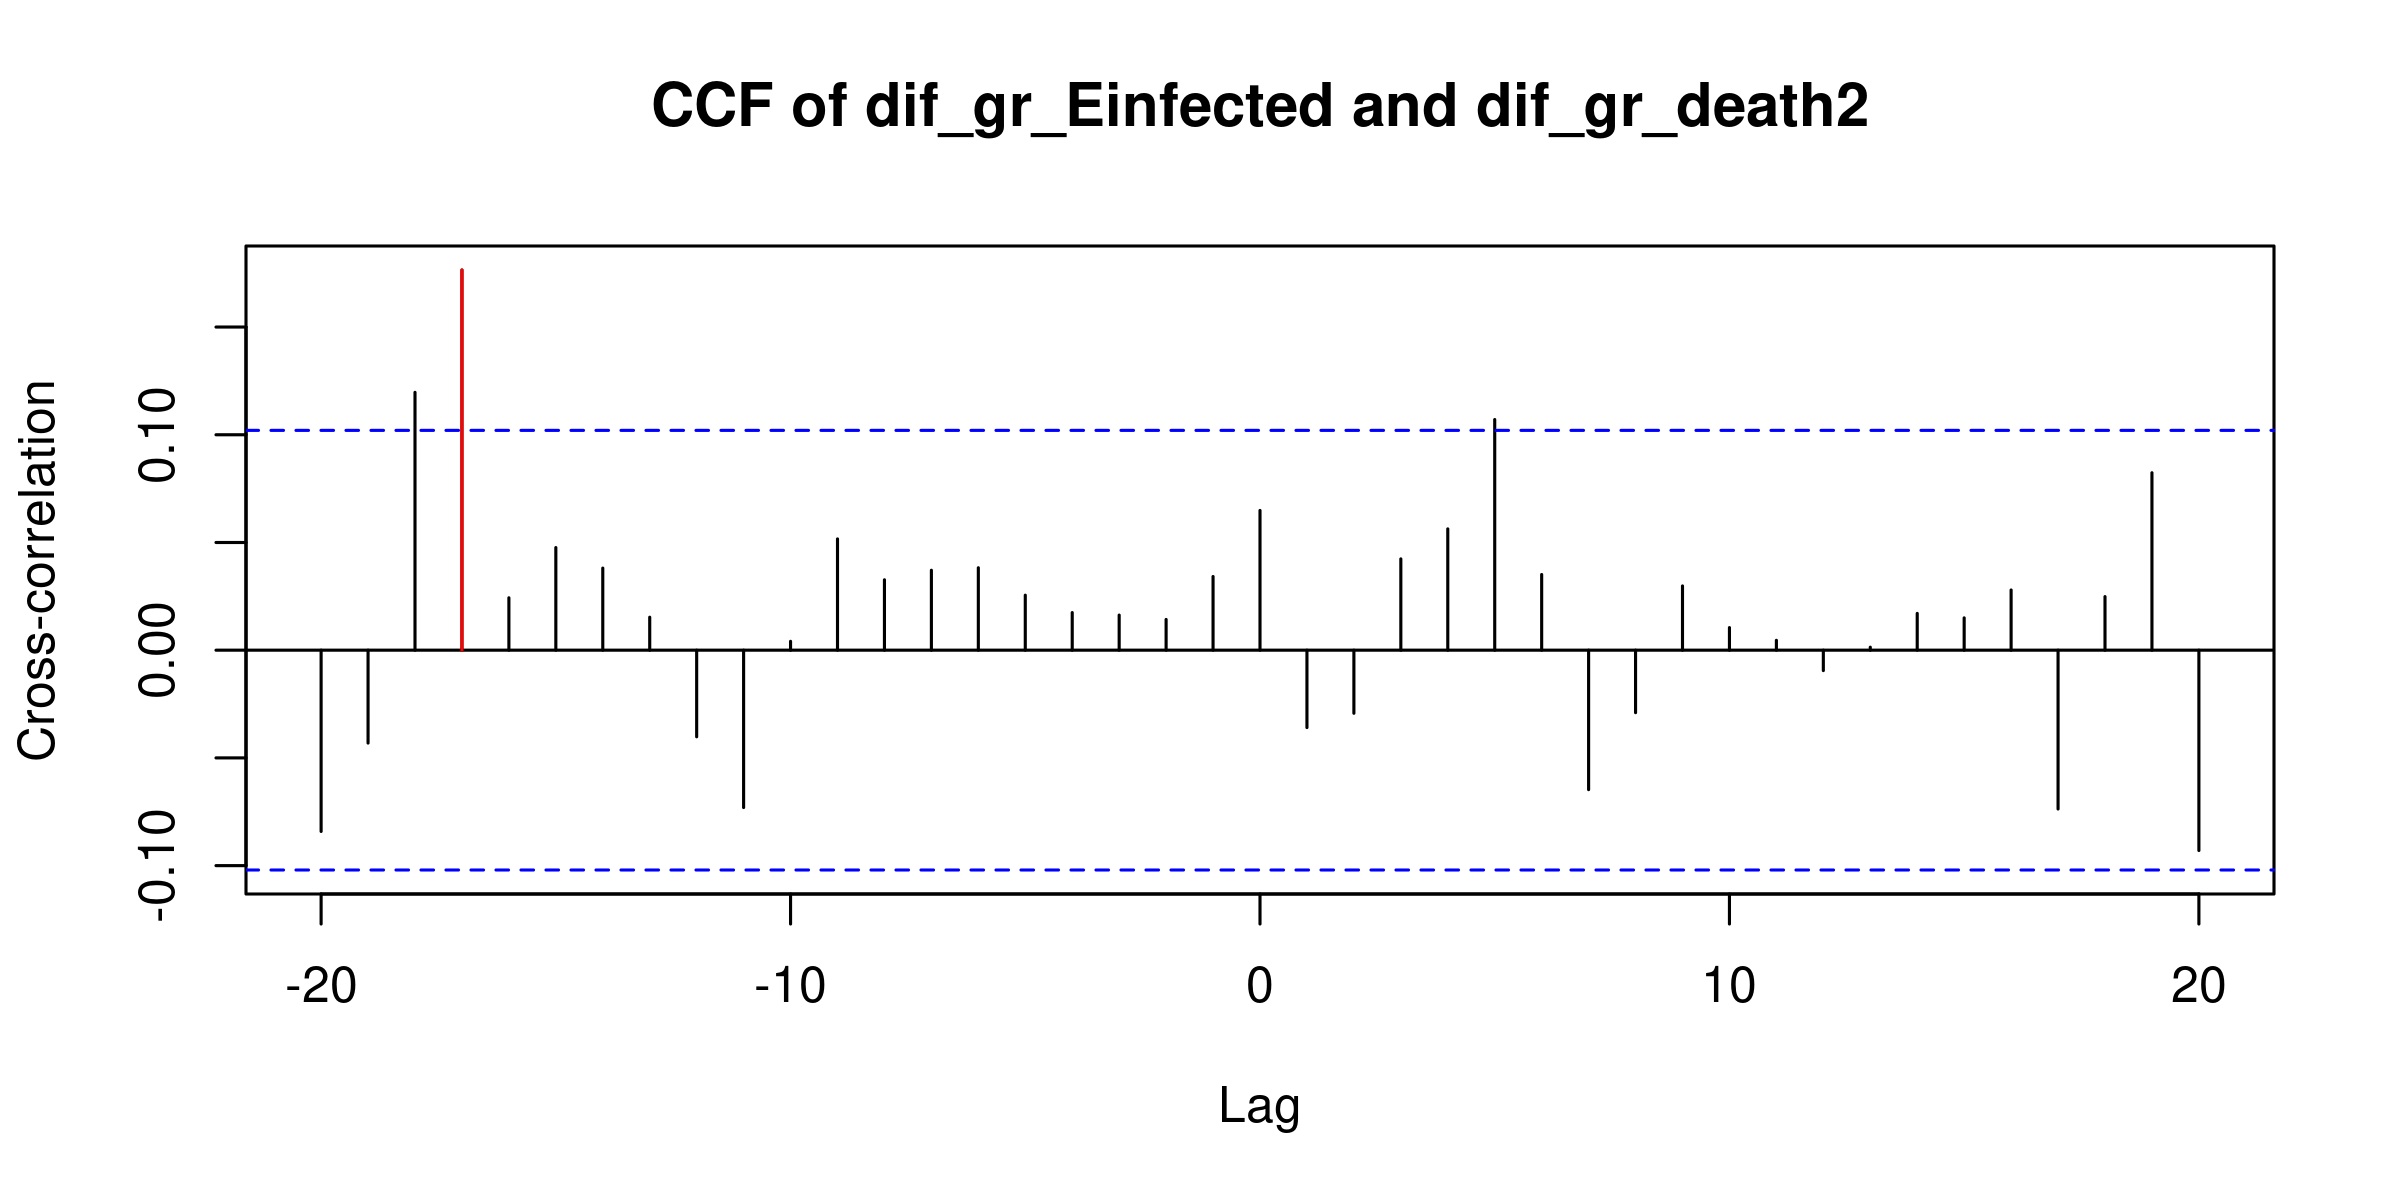 CCF of dif_gr_Einfected and dif_gr_death2
Cross-correlation
0.10
0.00
-0.10
-20 -10 0 10 20
Lag